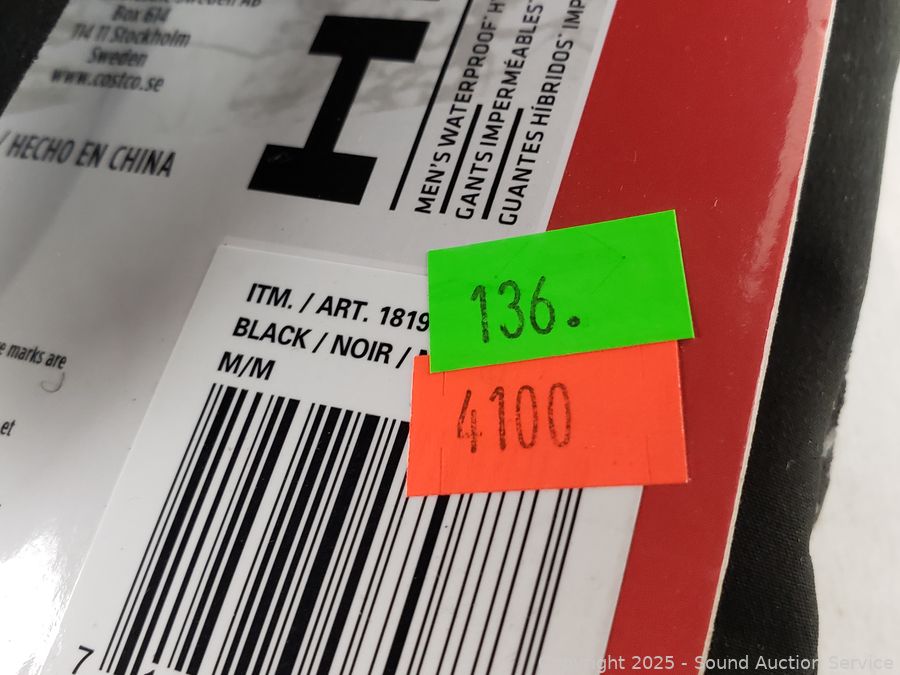 Box 614
114 11 Stockholm
Sweden
www.costco.se
/ HECHO EN CHINA
MEN'S WATERPROOF
GANTS IMPERMÉABLES
GUANTES HÍBRIDOS* IMP
ITM. / ART. 1819
BLACK / NOIR /
M/M
136.
4100
e marks are
et
7
Copyright 2025 - Sound Auction Service